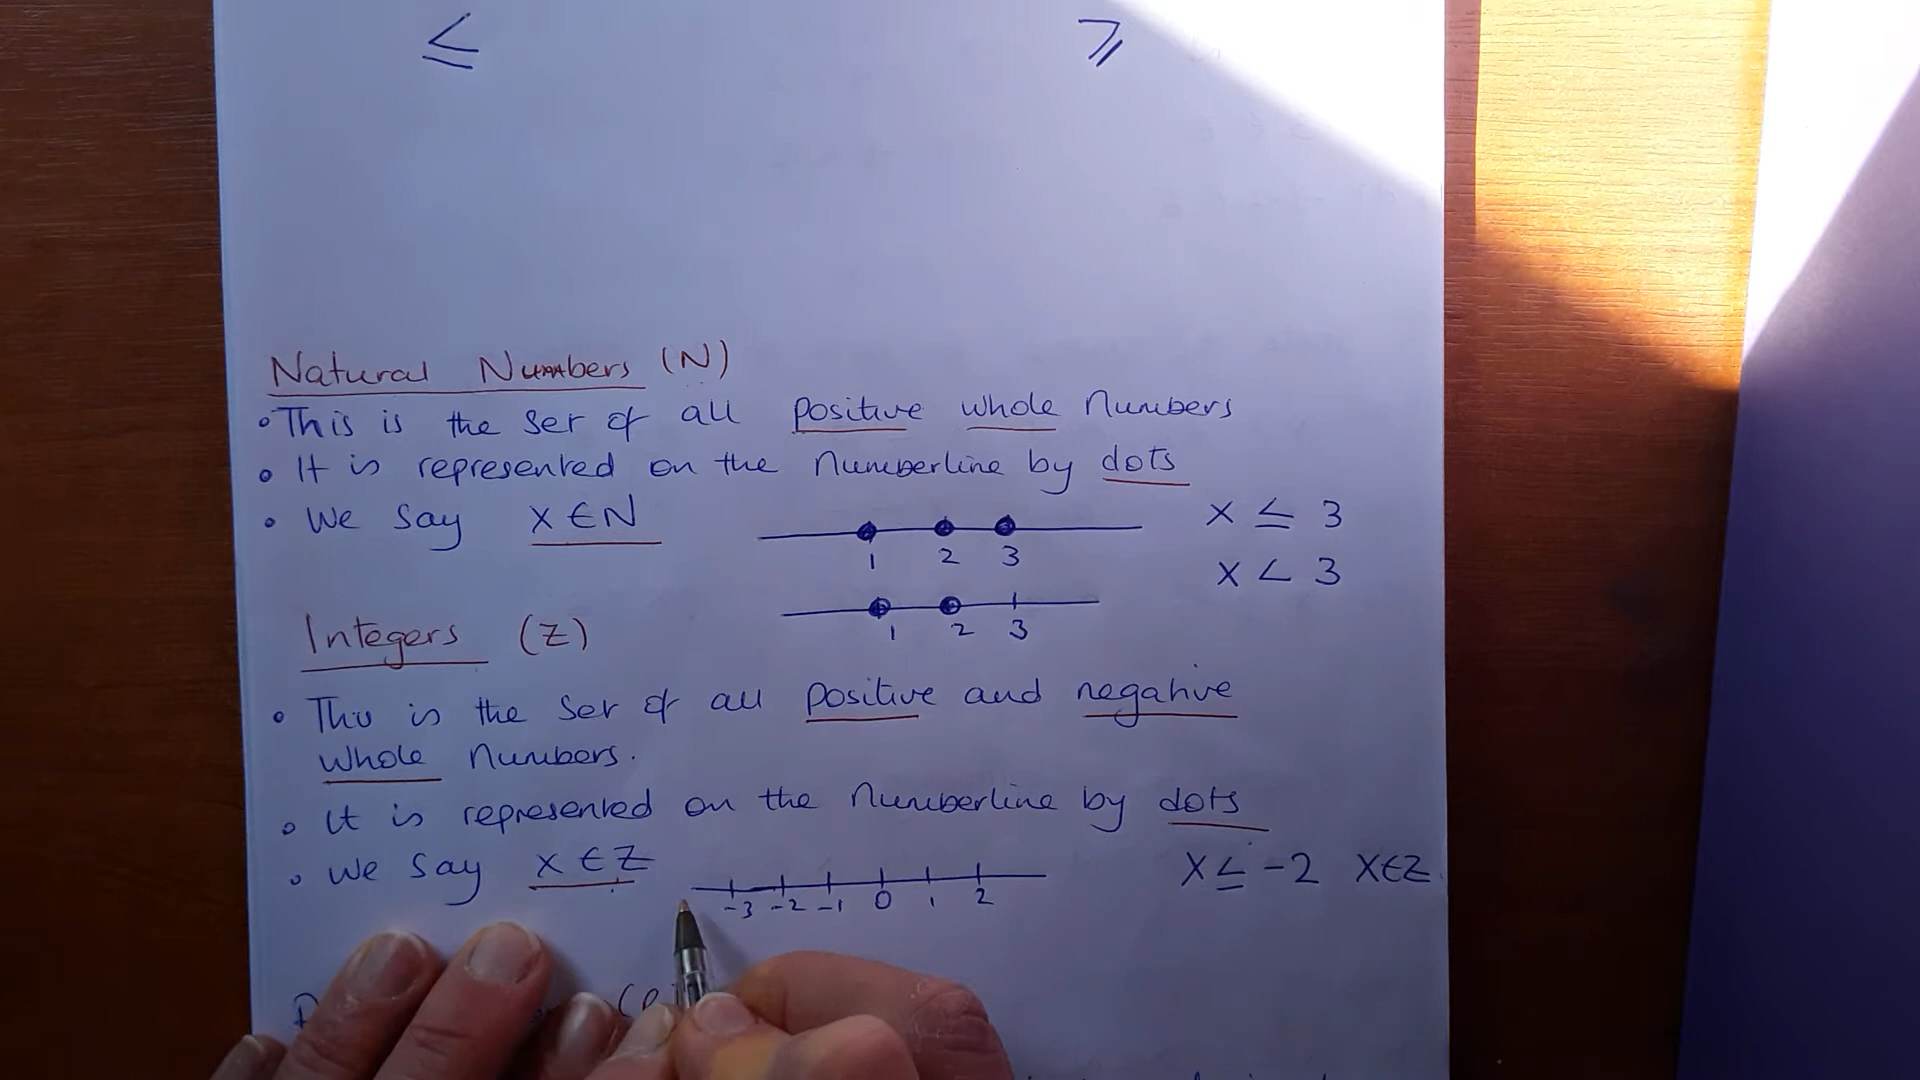 ≤ ≥
Natural Numbers (N)
• This is the set of all positive whole numbers
• It is represented on the numberline by dots
• We say x ∈ N
1 2 3
x ≤ 3
x < 3
1 2 3
Integers (Z)
• This is the set of all positive and negative
whole numbers.
• It is represented on the numberline by dots
• We say x ∈ Z
-3 -2 -1 0 1 2
x ≤ -2 x ∈ Z